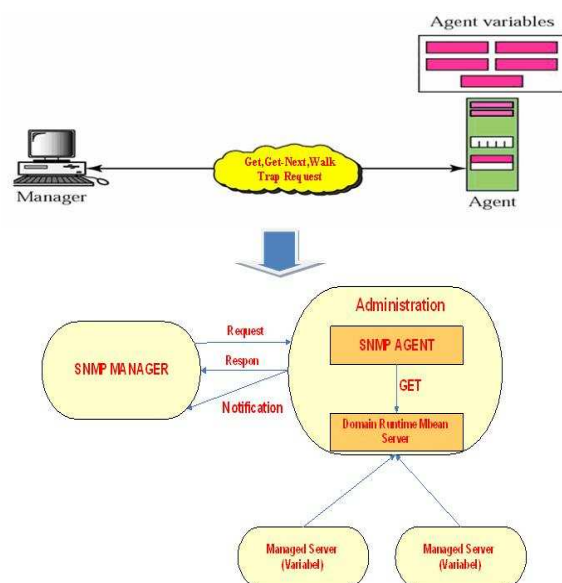 Agent variables
Get,Get-Next,Walk
Trap Request
Manager
Agent
Administration
Request
SNMP AGENT
SNMP MANAGER
Respon
GET
Notification
Domain Runtime Mbean
Server
Managed Server
(Variabel)
Managed Server
(Variabel)